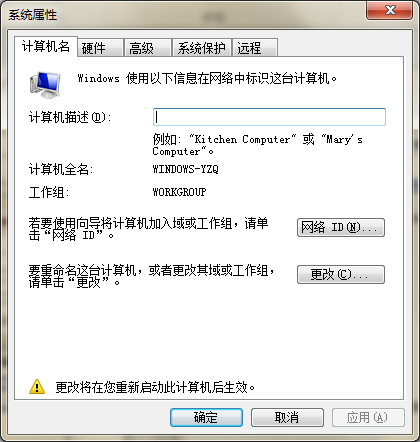 系统属性
计算机名 硬件 高级 系统保护 远程
Windows 使用以下信息在网络中标识这台计算机。
计算机描述(D):
例如: "Kitchen Computer" 或 "Mary's
Computer"。
计算机全名: WINDOWS-YZQ
工作组: WORKGROUP
若要使用向导将计算机加入域或工作组，请单
击“网络 ID”。
网络 ID(N)...
要重命名这台计算机，或者更改其域或工作组，
请单击“更改”。
更改(C)...
更改将在您重新启动此计算机后生效。
确定 取消 应用(A)